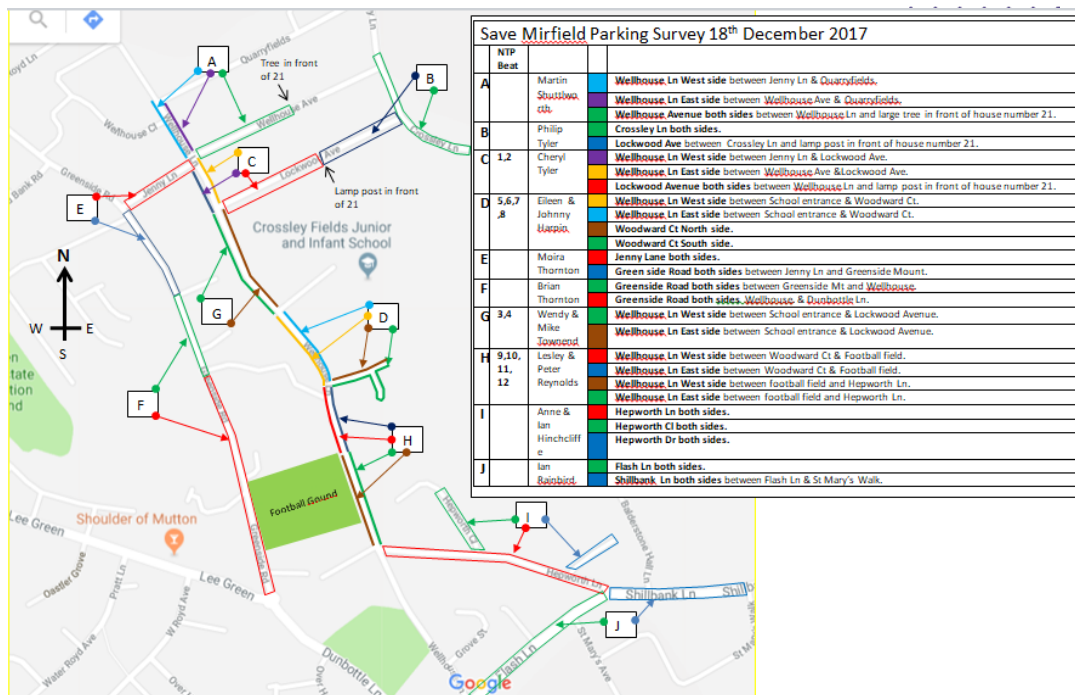 Save Mirfield Parking Survey 18th December 2017
NTP Beat
A
Martin Shuttlwo rth.
Wellhouse Ln West side between Jenny Ln & Quarryfields.
Wellhouse Ln East side between Wellhouse Ave & Quarryfields.
Wellhouse Avenue both sides between Wellhouse Ln and large tree in front of house number 21.
B
Philip Tyler
Crossley Ln both sides.
Lockwood Ave between Crossley Ln and lamp post in front of house number 21.
C
1,2
Cheryl Tyler
Wellhouse Ln West side between Jenny Ln & Lockwood Ave.
Wellhouse Ln East side between Wellhouse Ave &Lockwood Ave.
Lockwood Avenue both sides between Wellhouse Ln and lamp post in front of house number 21.
D
5,6,7 ,8
Eileen & Johnny Harpin
Wellhouse Ln West side between School entrance & Woodward Ct.
Wellhouse Ln East side between School entrance & Woodward Ct.
Woodward Ct North side.
Woodward Ct South side.
E
Moira Thornton
Jenny Lane both sides.
Green side Road both sides between Jenny Ln and Greenside Mount.
F
Brian Thornton
Greenside Road both sides between Greenside Mt and Wellhouse
Greenside Road both sides Wellhouse & Dunbottle Ln.
G
3,4
Wendy & Mike Townend
Wellhouse Ln West side between School entrance & Lockwood Avenue.
Wellhouse Ln East side between School entrance & Lockwood Avenue.
H
9,10, 11, 12
Lesley & Peter Reynolds
Wellhouse Ln West side between Woodward Ct & Football field.
Wellhouse Ln East side between Woodward Ct & Football field.
Wellhouse Ln West side between football field and Hepworth Ln.
Wellhouse Ln East side between football field and Hepworth Ln.
I
Anne & Ian Hinchcliff e
Hepworth Ln both sides.
Hepworth Cl both sides.
Hepworth Dr both sides.
J
Ian Rainbird
Flash Ln both sides.
Shillbank Ln both sides between Flash Ln & St Mary's Walk.
A
Tree in front
of 21
B
Quarryfields
Wellhouse Ave
Wellhouse Cl
Crossley Ln
C
Lockwood Ave
Lamp post in front
of 21
Greenside Rd
Jenny Ln
Bank Rd
E
Crossley Fields Junior
and Infant School
N
W E
S
G
D
F
H
Football Gound
Greenside Rd
Shoulder of Mutton
Lee Green
Lee Green
Oastler Grove
Pratt Ln
W Royd Ave
Water Royd Ave
Dunbottle Ln
Hepworth Cl
I
Hepworth Ln
Balderstone Hall Ln
Shillbank Ln
J
Flash Ln
Grove St
St Mary's Ave
Google